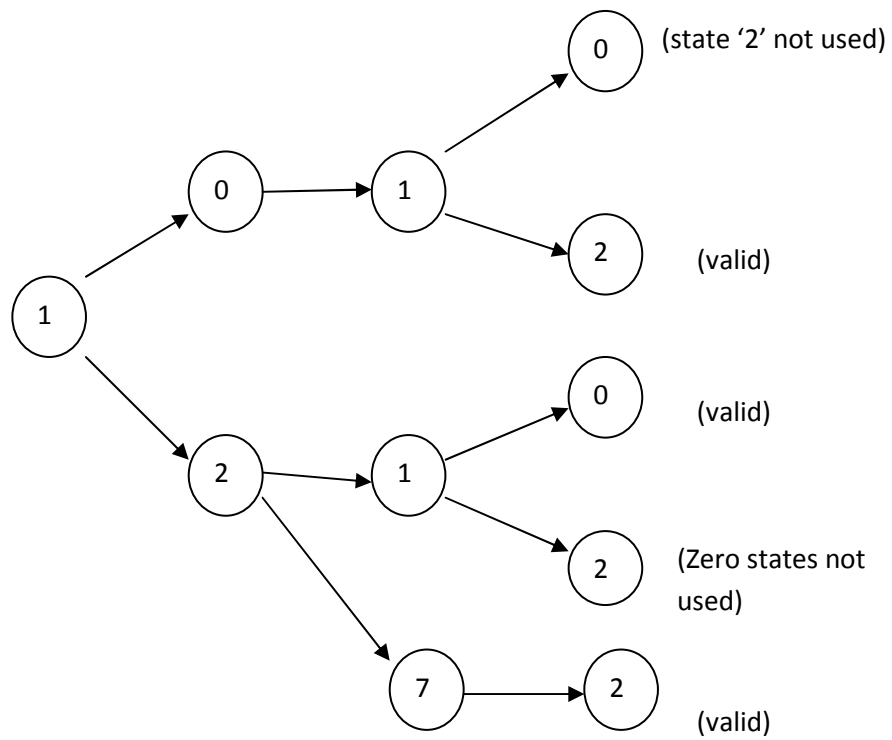 0 (state ‘2’ not used)
0 1
2 (valid)
1
0 (valid)
2 1
2 (Zero states not
used)
7 2
(valid)